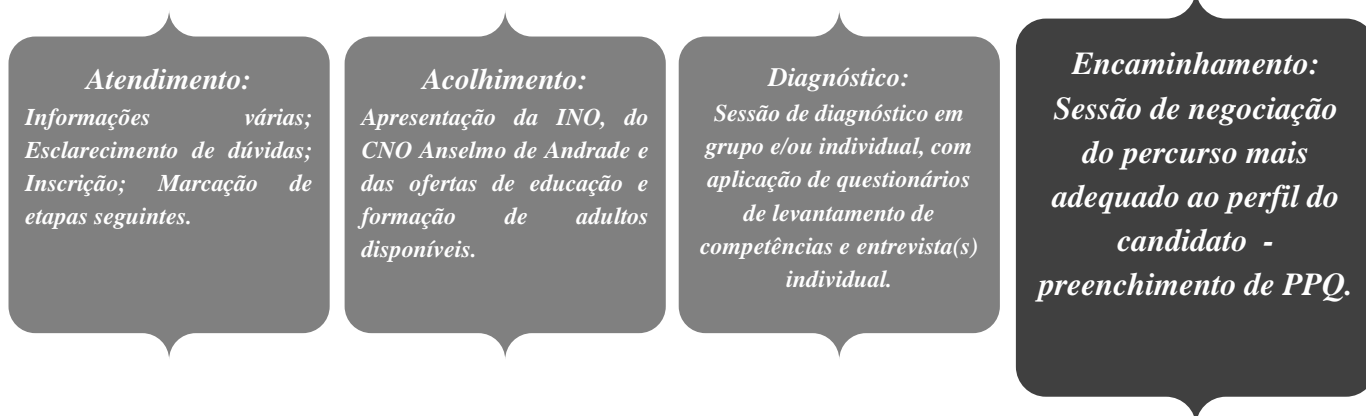 Atendimento:
Informações várias;
Esclarecimento de dúvidas;
Inscrição; Marcação de
etapas seguintes.
Acolhimento:
Apresentação da INO, do
CNO Anselmo de Andrade e
das ofertas de educação e
formação de adultos
disponíveis.
Diagnóstico:
Sessão de diagnóstico em
grupo e/ou individual, com
aplicação de questionários
de levantamento de
competências e entrevista(s)
individual.
Encaminhamento:
Sessão de negociação
do percurso mais
adequado ao perfil do
candidato -
preenchimento de PPQ.